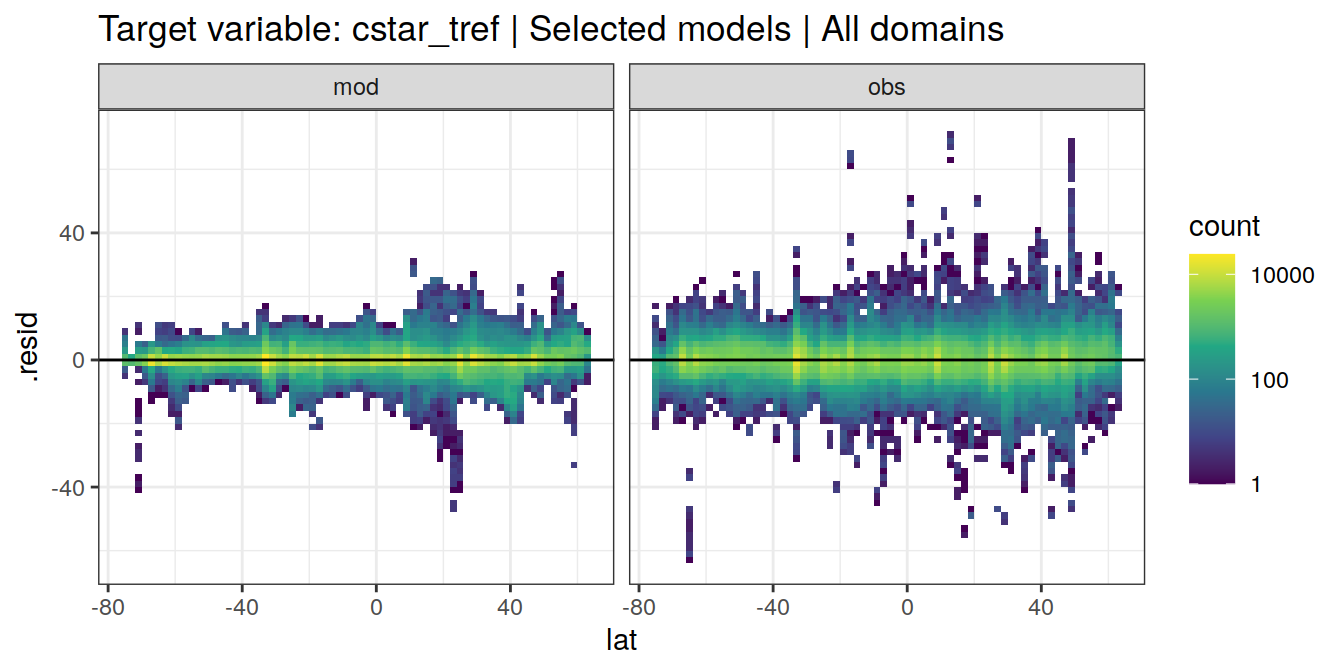 Target variable: cstar_tref | Selected models | All domains
mod
obs
.resid
40
0
-40
-80
-40
0
40
-80
-40
0
40
lat
count
10000
100
1